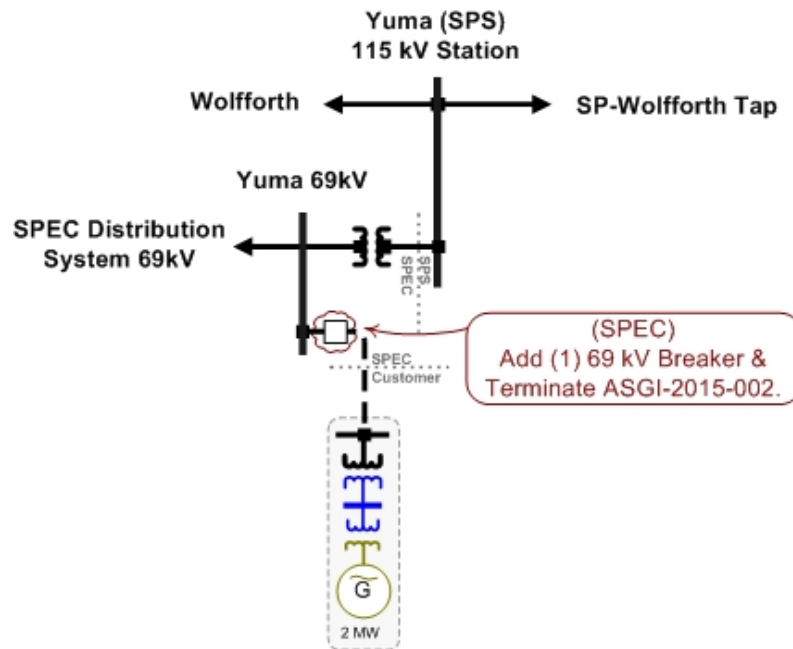 Yuma (SPS)
115 kV Station
Wolfforth
SP-Wolfforth Tap
Yuma 69kV
SPEC Distribution
System 69kV
SPS
SPEC
(SPEC)
Add (1) 69 kV Breaker &
Terminate ASGI-2015-002.
SPEC
Customer
G
2 MW